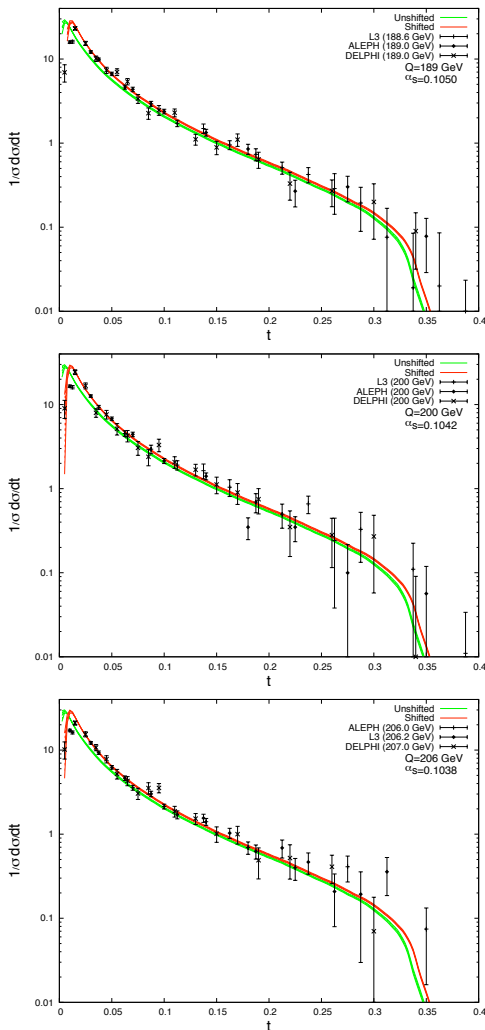 Unshifted
Shifted
L3 (188.6 GeV)
ALEPH (189.0 GeV)
DELPHI (189.0 GeV)
Q=189 GeV
αs=0.1050
1/σ dσ/dt
10
1
0.1
0.01
0 0.05 0.1 0.15 0.2 0.25 0.3 0.35 0.4
t
Unshifted
Shifted
L3 (200 GeV)
ALEPH (200 GeV)
DELPHI (200 GeV)
Q=200 GeV
αs=0.1042
1/σ dσ/dt
10
1
0.1
0.01
0 0.05 0.1 0.15 0.2 0.25 0.3 0.35 0.4
t
Unshifted
Shifted
ALEPH (206.0 GeV)
L3 (206.2 GeV)
DELPHI (207.0 GeV)
Q=206 GeV
αs=0.1038
1/σ dσ/dt
10
1
0.1
0.01
0 0.05 0.1 0.15 0.2 0.25 0.3 0.35 0.4
t